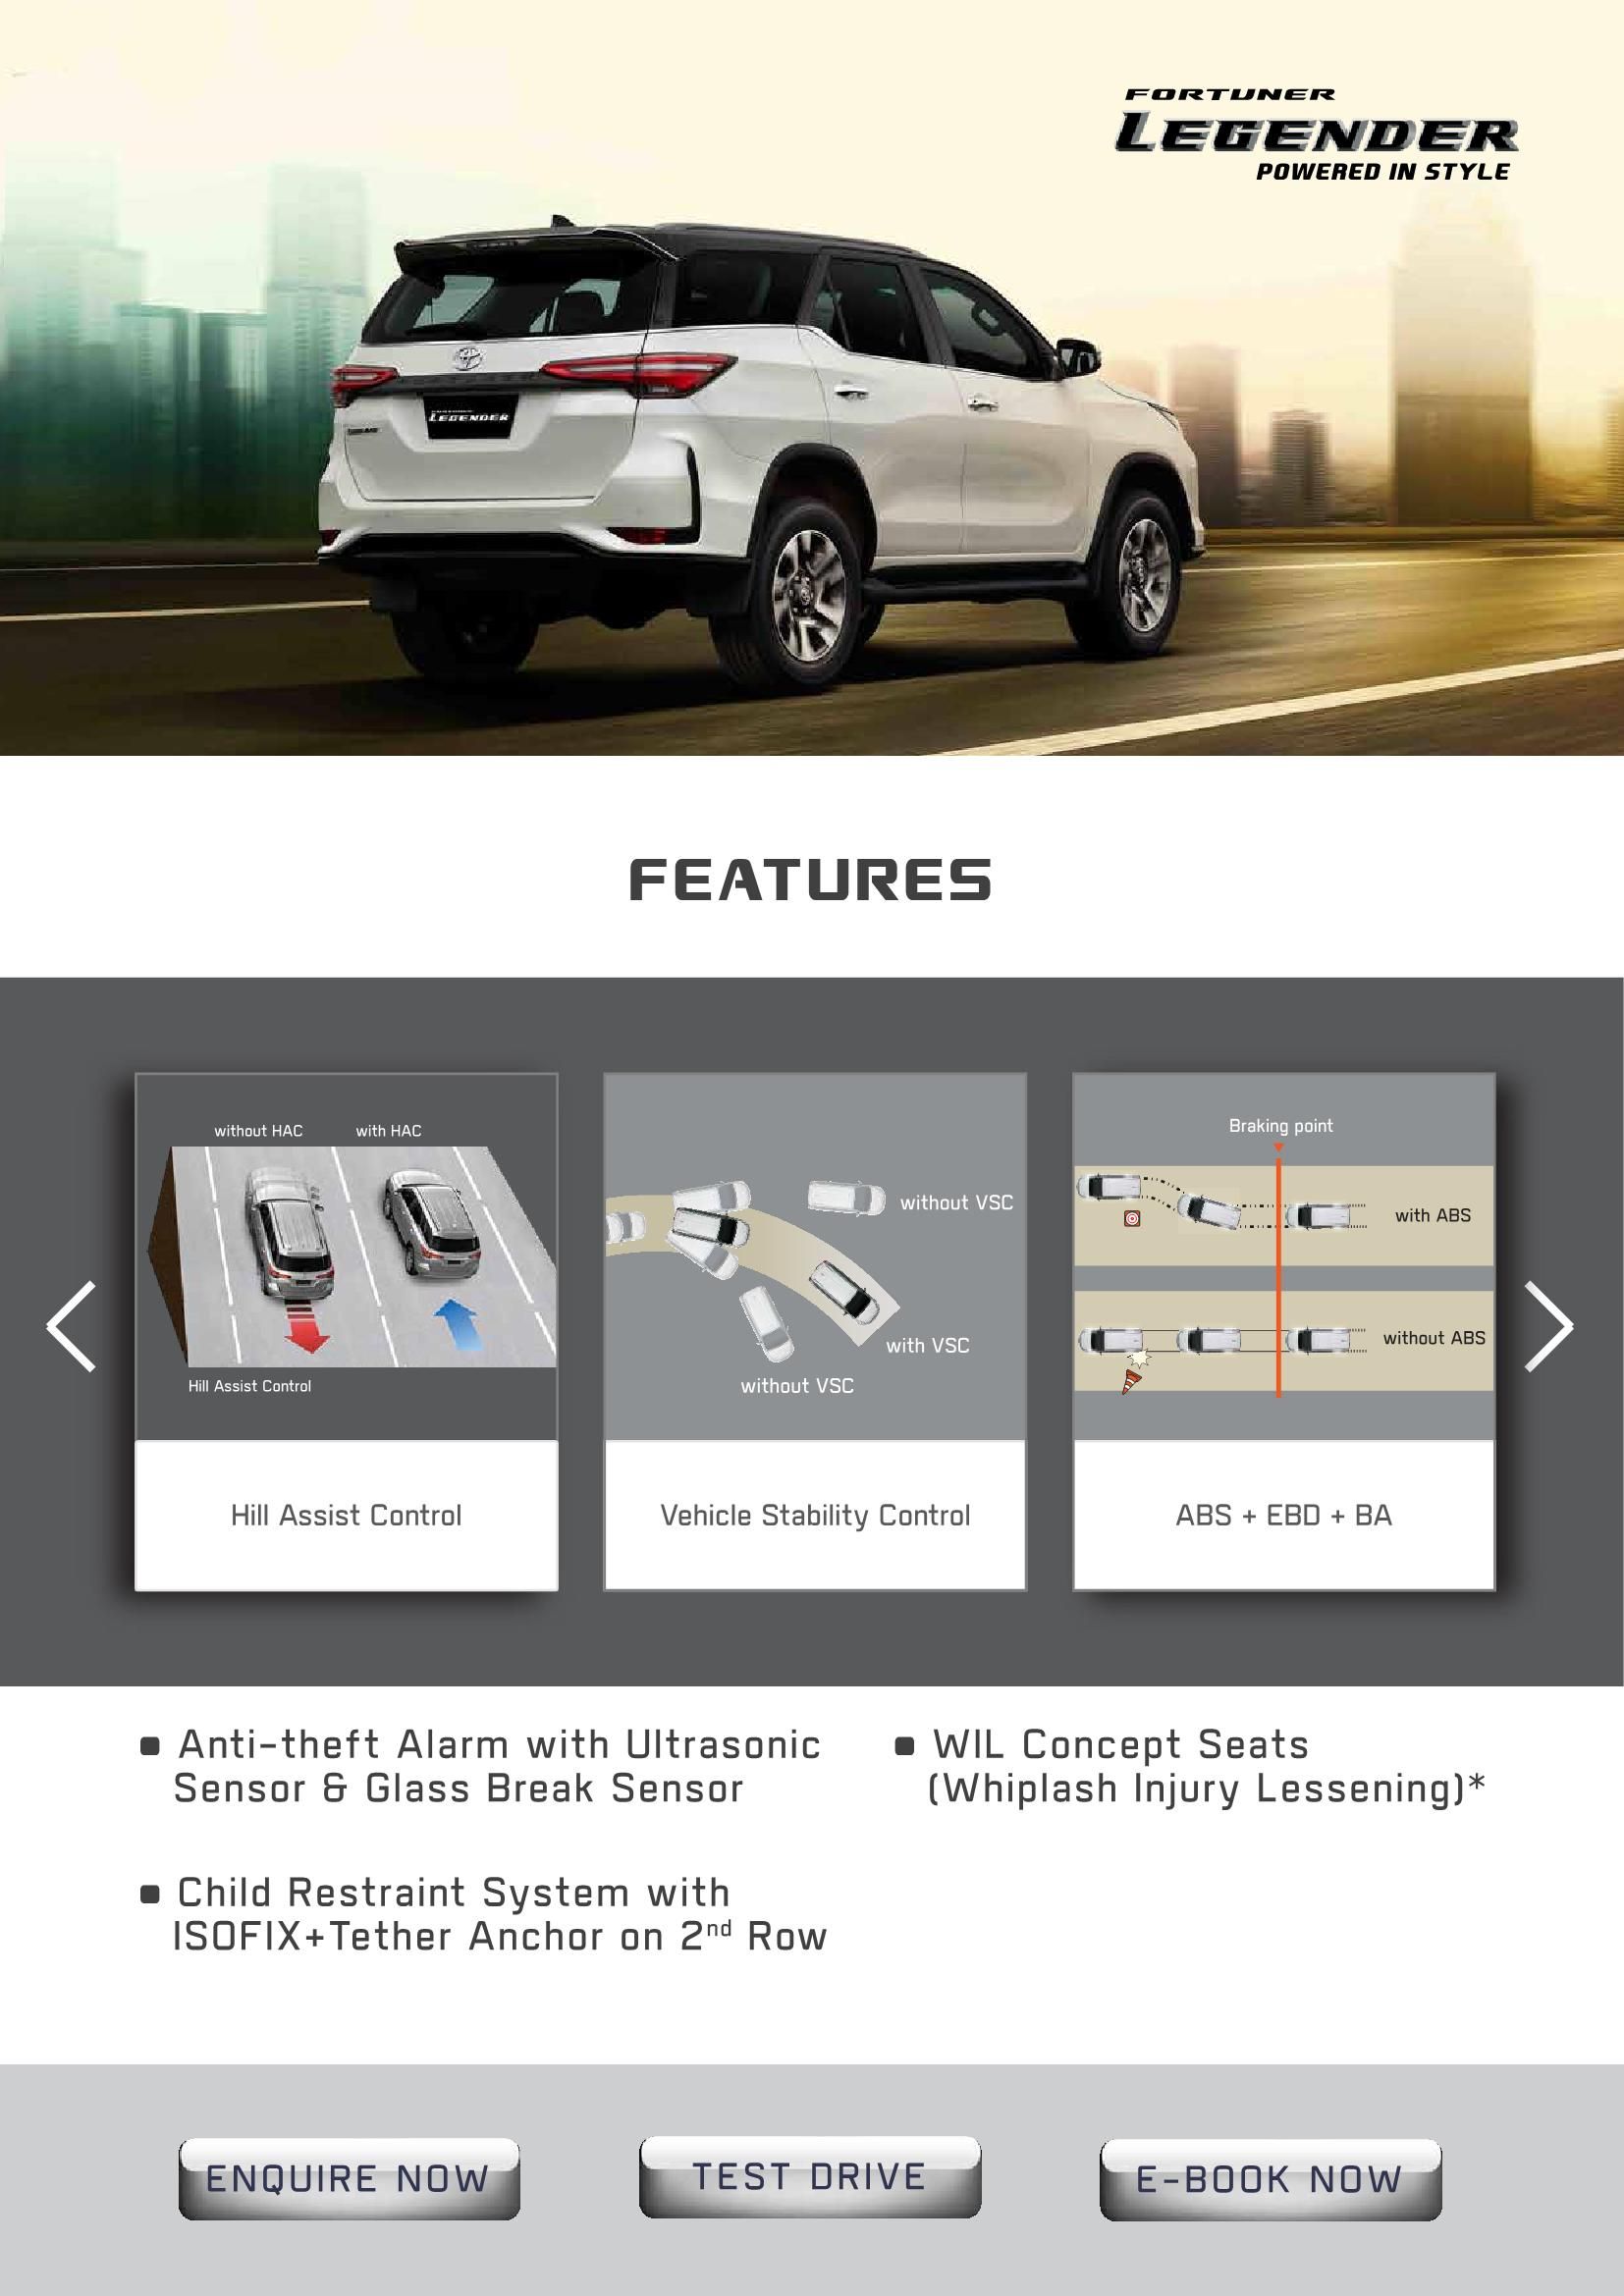 FORTUNER
LEGENDER
POWERED IN STYLE
LEGENDER
FEATURES
without HAC
with HAC
Hill Assist Control
without VSC
with VSC
without VSC
Braking point
with ABS
without ABS
Hill Assist Control
Vehicle Stability Control
ABS + EBD + BA
Anti-theft Alarm with Ultrasonic
Sensor & Glass Break Sensor
WIL Concept Seats
(Whiplash Injury Lessening)*
Child Restraint System with
ISOFIX+Tether Anchor on 2nd Row
ENQUIRE NOW
TEST DRIVE
E-BOOK NOW